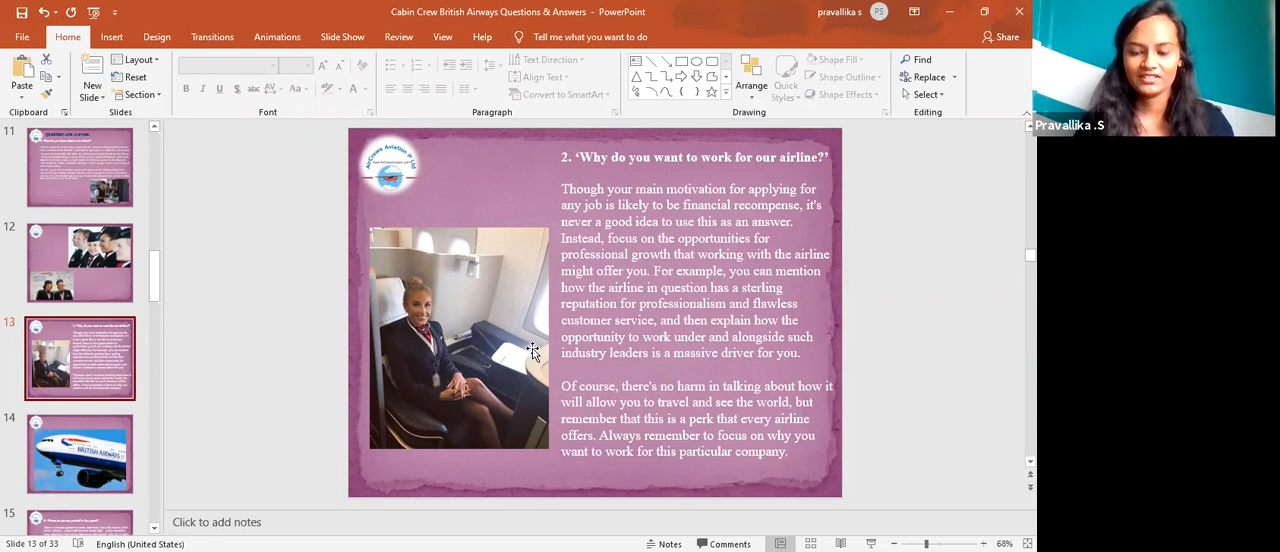 Cabin Crew British Airways Questions & Answers - PowerPoint
pravallika s
PS
File Home Insert Design Transitions Animations Slide Show Review View Help Tell me what you want to do Share
Paste
New Slide
Layout
Reset
Section
B I U S abc AV Aa A
Text Direction
Align Text
Convert to SmartArt
Arrange
Quick Styles
Shape Fill
Shape Outline
Shape Effects
Find
Replace
Select
Clipboard Slides Font Paragraph Drawing Editing
Pravallika .S
11
12
13
14
BRITISH AIRWAYS
15
AirCrews Aviation P Ltd
2. ‘Why do you want to work for our airline?’
Though your main motivation for applying for
any job is likely to be financial recompense, it's
never a good idea to use this as an answer.
Instead, focus on the opportunities for
professional growth that working with the airline
might offer you. For example, you can mention
how the airline in question has a sterling
reputation for professionalism and flawless
customer service, and then explain how the
opportunity to work under and alongside such
industry leaders is a massive driver for you.
Of course, there's no harm in talking about how it
will allow you to travel and see the world, but
remember that this is a perk that every airline
offers. Always remember to focus on why you
want to work for this particular company.
Click to add notes
Slide 13 of 33
English (United States)
Notes
Comments
68%